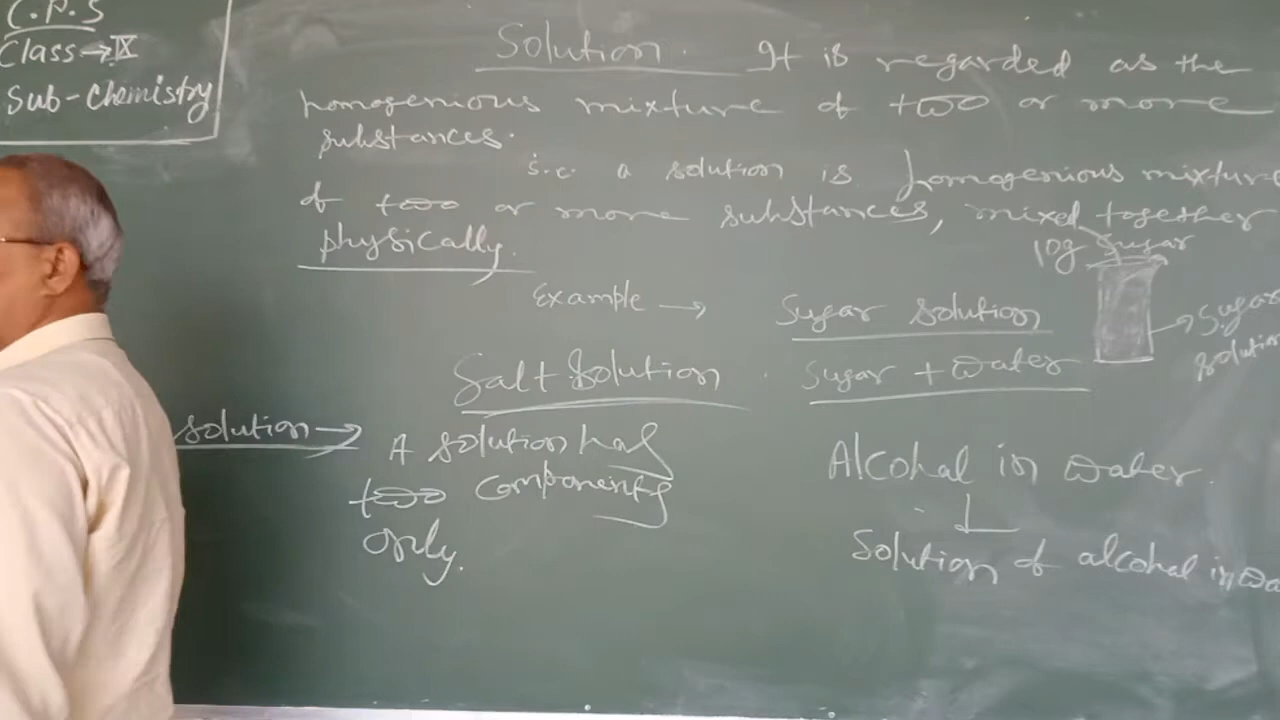 C.P.S
Class→IX
Sub-Chemistry
Solution. It is regarded as the
homogenious mixture of two or more
substances.
i.e. a solution is homogenious mixture
of two or more substances, mixed together
physically.
10g sugar
Example → Sugar solution
Sugar
solution
Salt solution. Sugar + water
solution → A solution has
two components
only.
Alcohal in water.
Solution of alcohal in wa